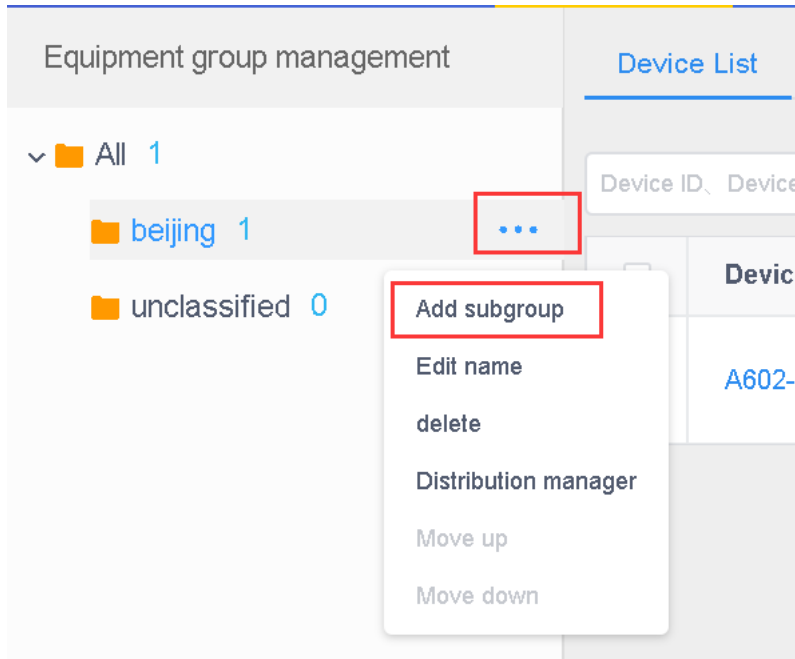 Equipment group management
Device List
All 1
Device ID、Device
beijing 1
...
Devic
unclassified 0
Add subgroup
Edit name
A602-
delete
Distribution manager
Move up
Move down